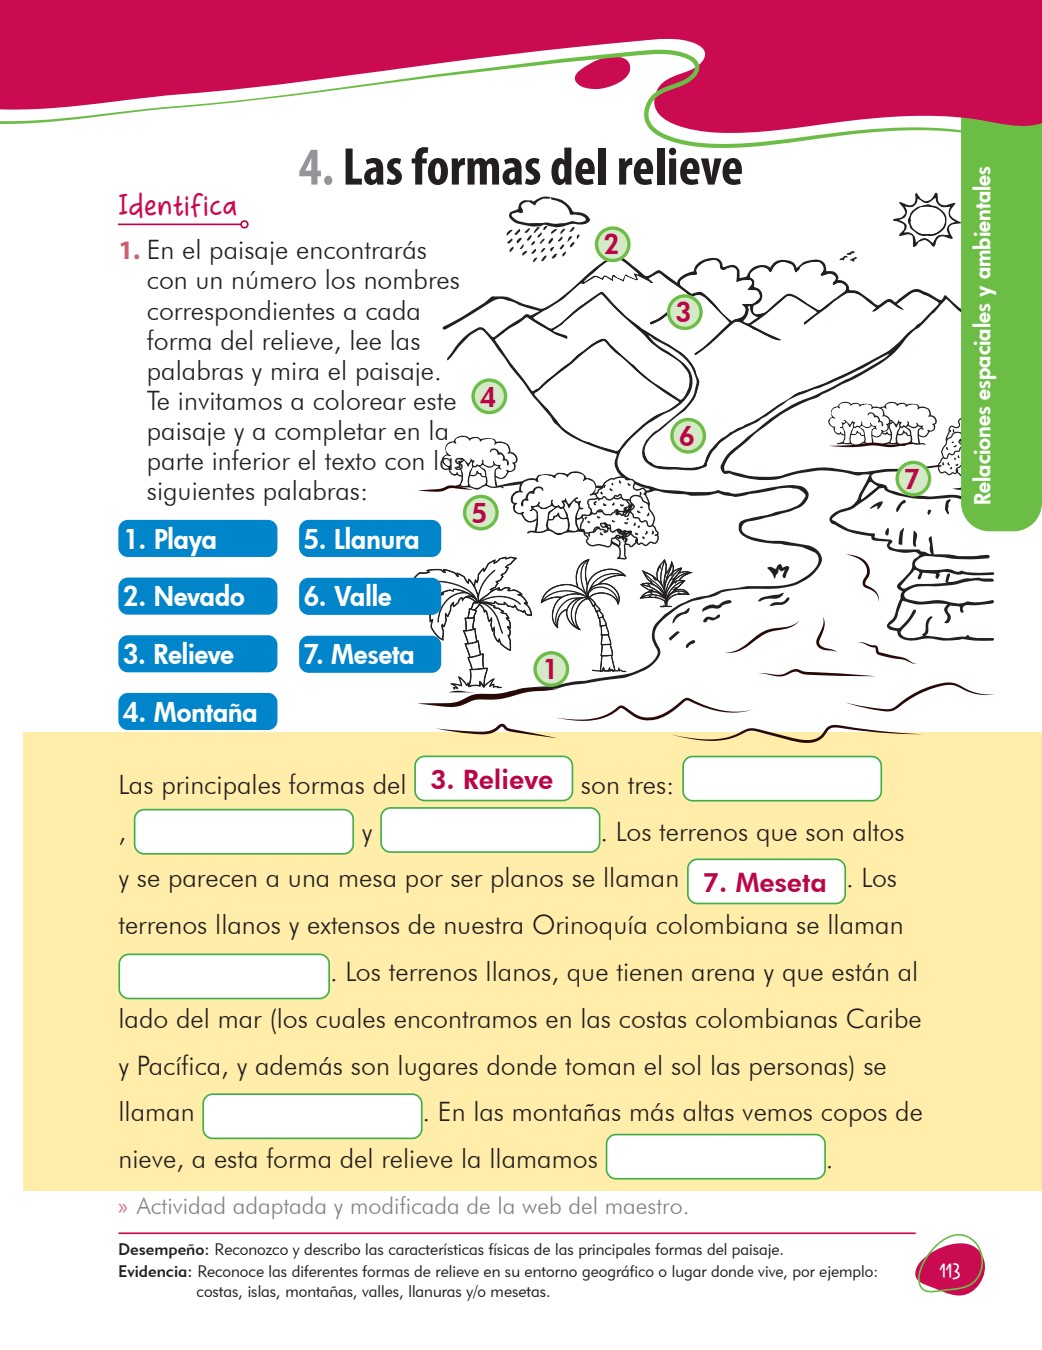 4. Las formas del relieve
Identifica
1. En el paisaje encontrarás
con un número los nombres
correspondientes a cada
forma del relieve, lee las
palabras y mira el paisaje.
Te invitamos a colorear este
paisaje y a completar en la
parte inferior el texto con las
siguientes palabras:
1. Playa
5. Llanura
2. Nevado
6. Valle
3. Relieve
7. Meseta
4. Montaña
2
3
4
6
7
5
1
Relaciones espaciales y ambientales
Las principales formas del 3. Relieve son tres:
, y . Los terrenos que son altos
y se parecen a una mesa por ser planos se llaman 7. Meseta . Los
terrenos llanos y extensos de nuestra Orinoquía colombiana se llaman
. Los terrenos llanos, que tienen arena y que están al
lado del mar (los cuales encontramos en las costas colombianas Caribe
y Pacífica, y además son lugares donde toman el sol las personas) se
llaman . En las montañas más altas vemos copos de
nieve, a esta forma del relieve la llamamos .
» Actividad adaptada y modificada de la web del maestro.
Desempeño: Reconozco y describo las características físicas de las principales formas del paisaje.
Evidencia: Reconoce las diferentes formas de relieve en su entorno geográfico o lugar donde vive, por ejemplo:
costas, islas, montañas, valles, llanuras y/o mesetas.
113